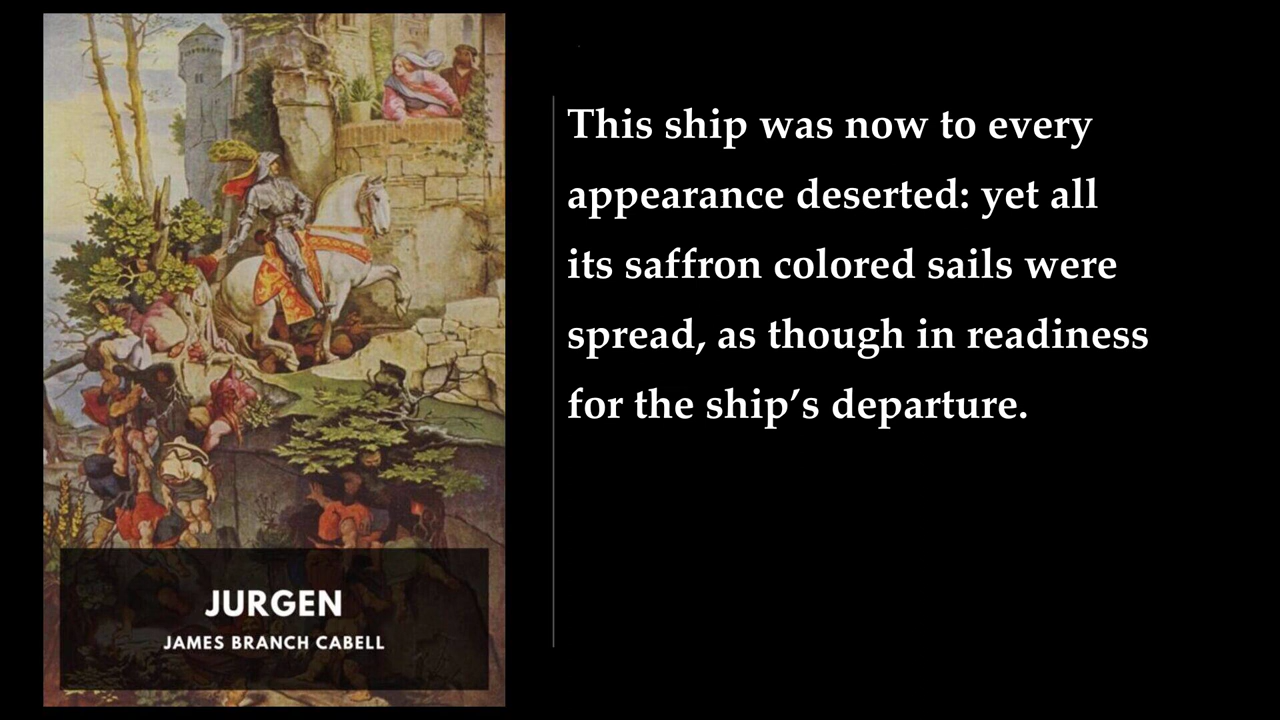 This ship was now to every
appearance deserted: yet all
its saffron colored sails were
spread, as though in readiness
for the ship’s departure.
JURGEN
JAMES BRANCH CABELL